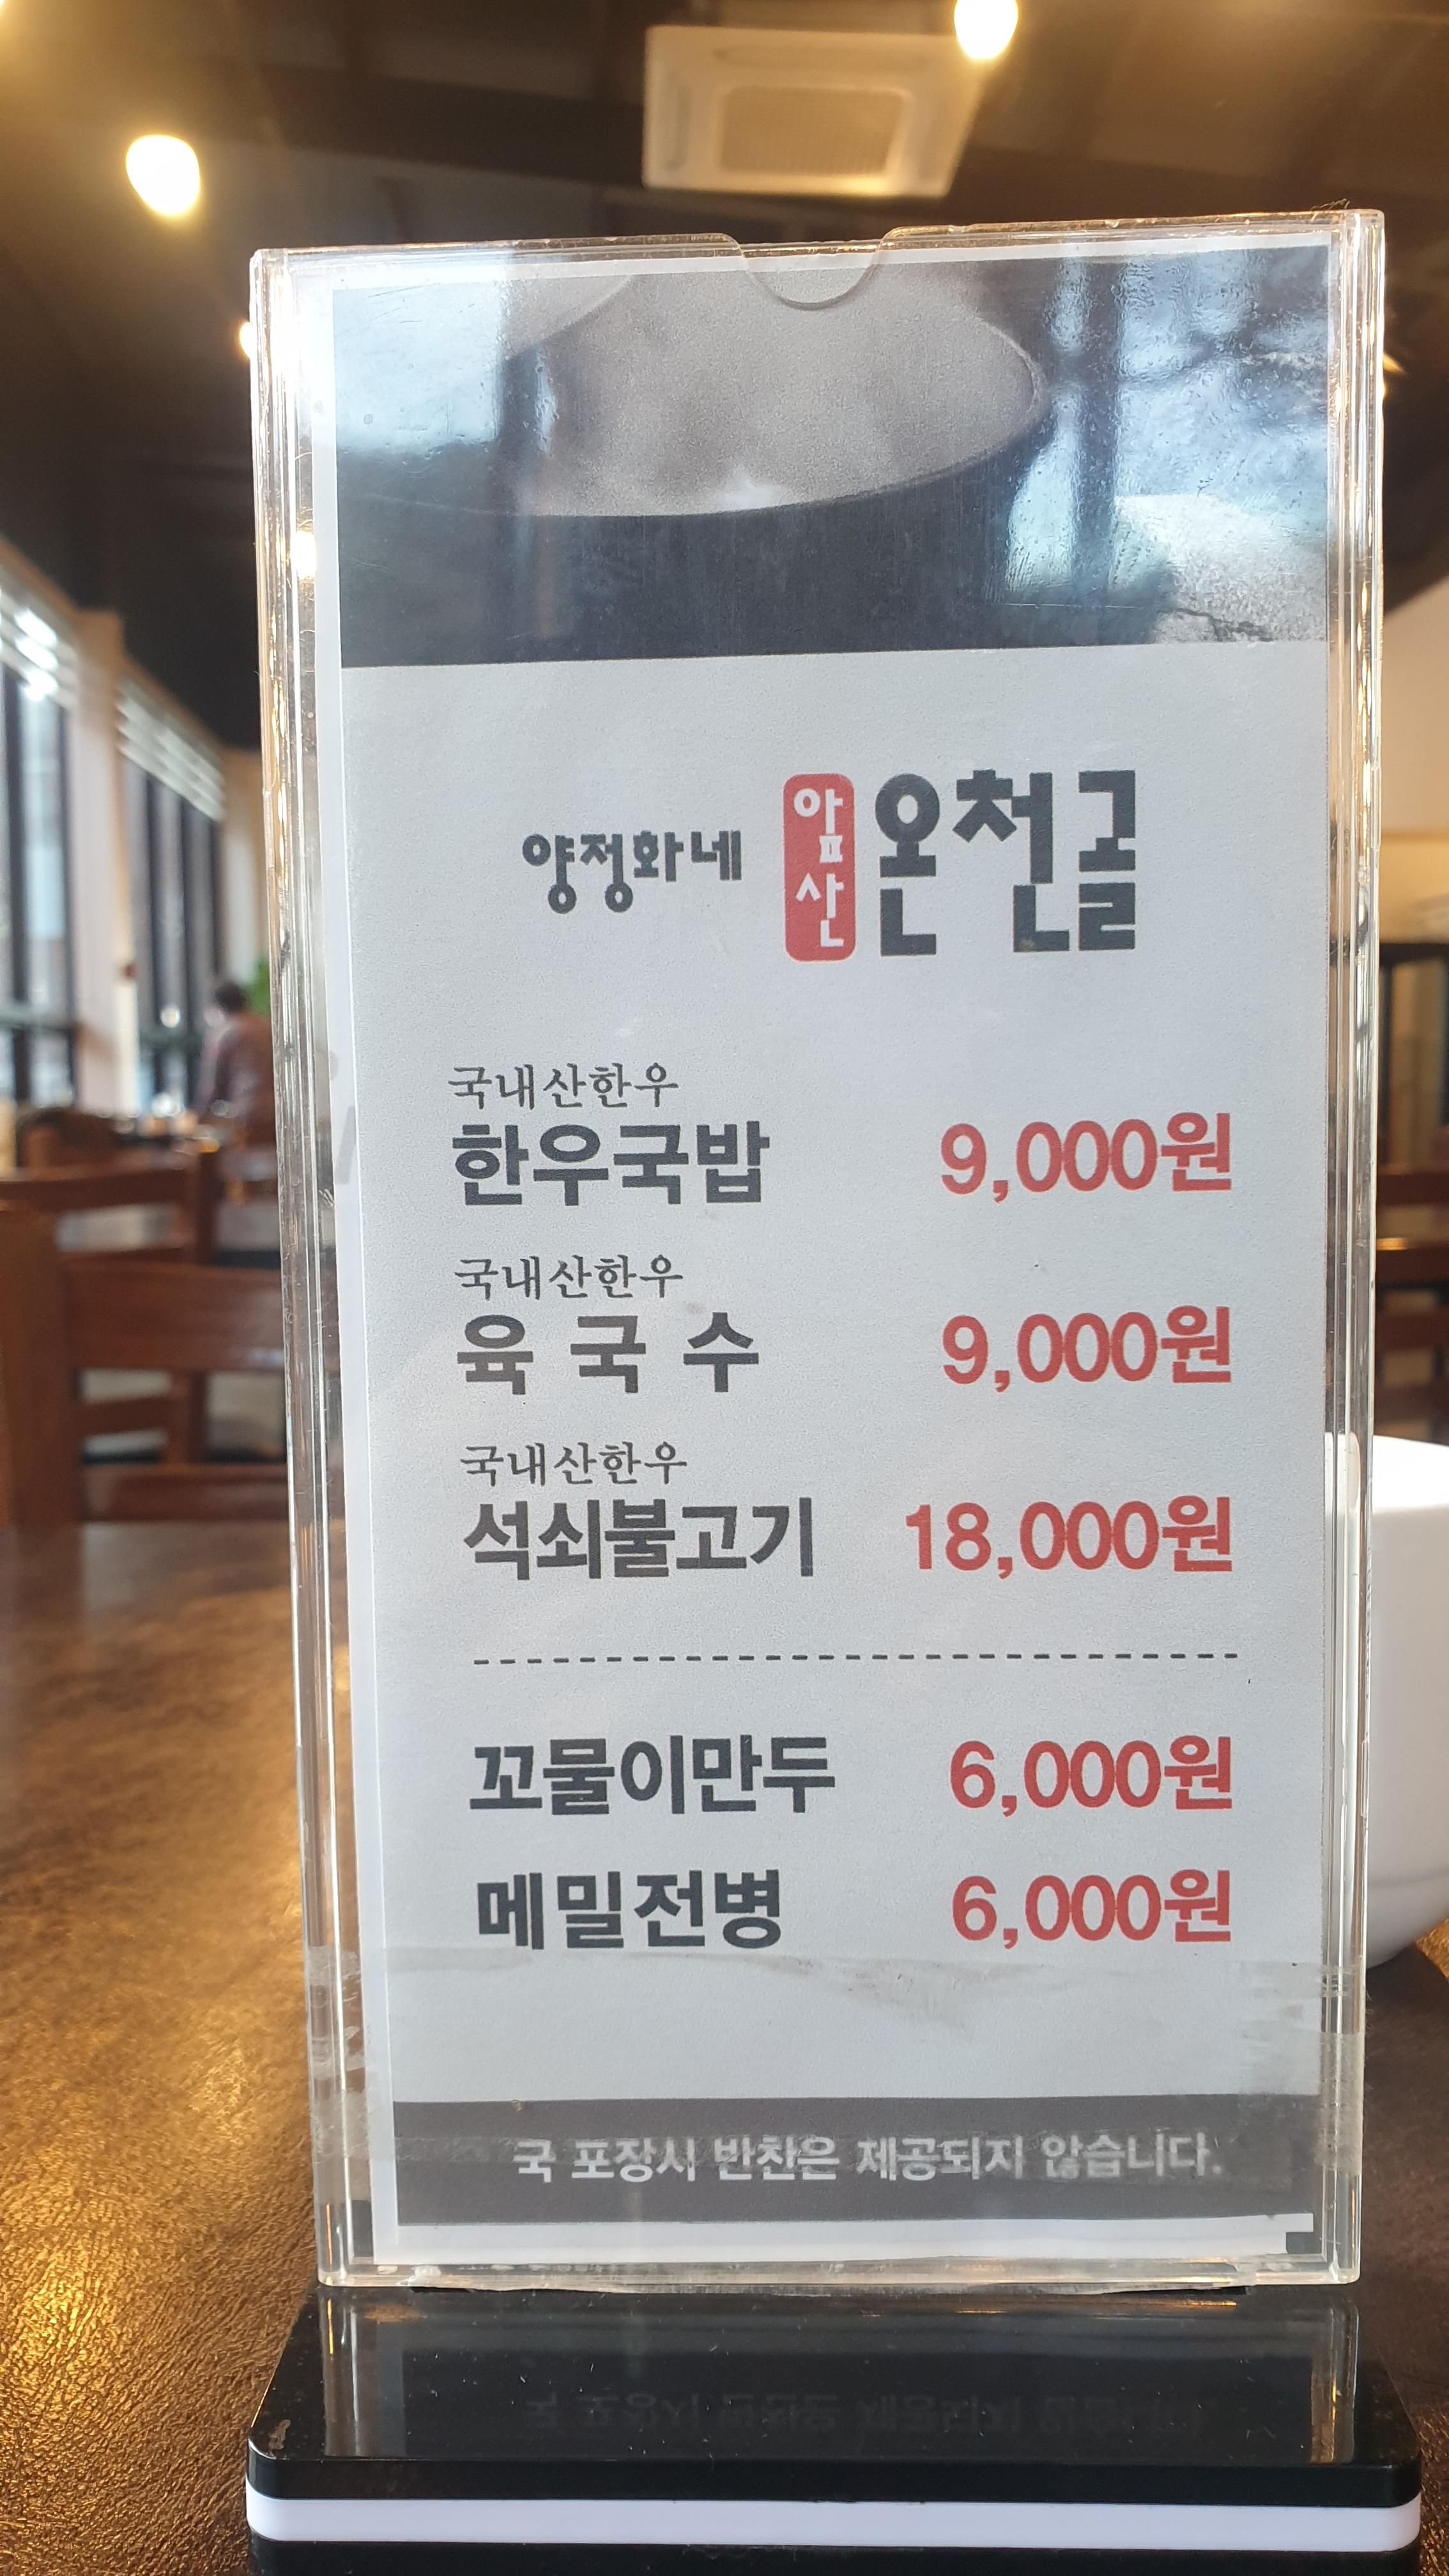 양정화네 앞산 온천골
국내산한우
한우국밥 9,000원
국내산한우
육국수 9,000원
국내산한우
석쇠불고기 18,000원
꼬물이만두 6,000원
메밀전병 6,000원
국 포장시 반찬은 제공되지 않습니다.